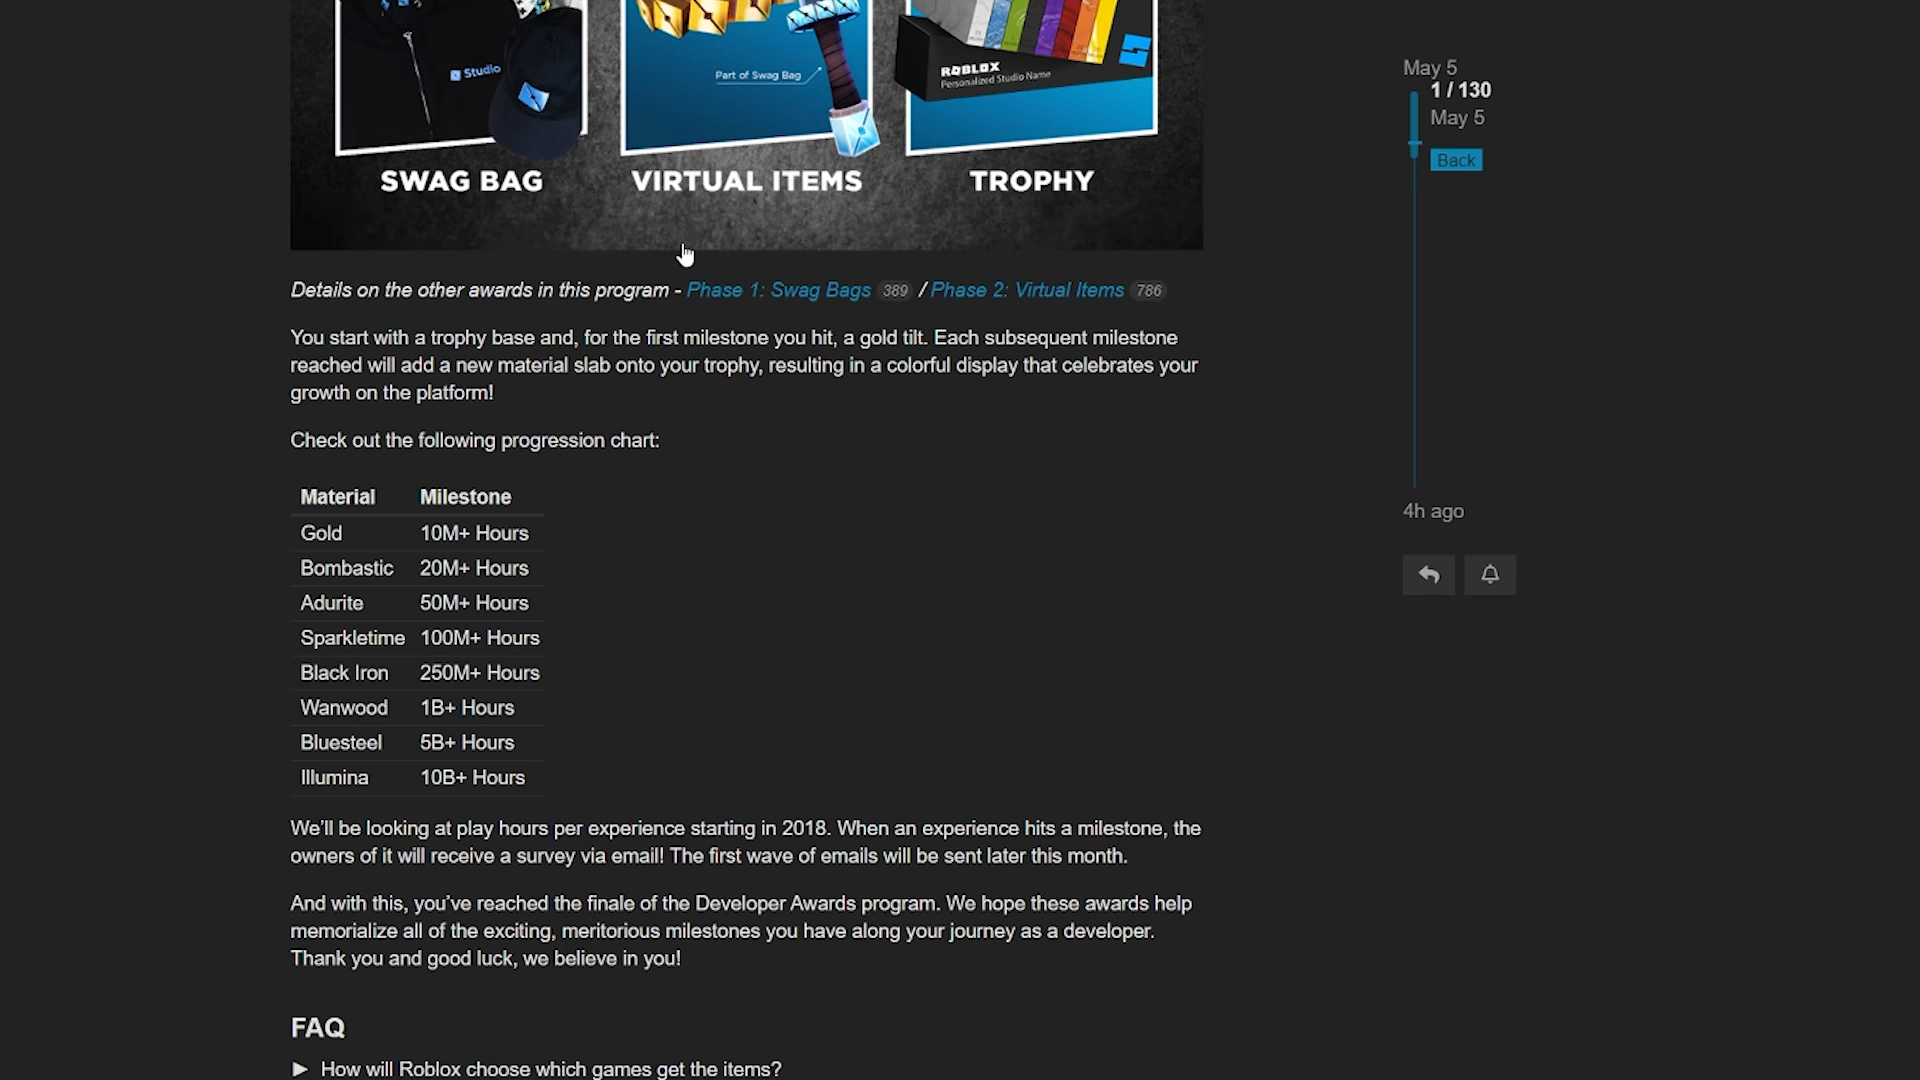 Studio
Part of Swag Bag
ROBLOX
Personalized Studio Name
SWAG BAG
VIRTUAL ITEMS
TROPHY
Details on the other awards in this program - Phase 1: Swag Bags 389 / Phase 2: Virtual Items 786
You start with a trophy base and, for the first milestone you hit, a gold tilt. Each subsequent milestone
reached will add a new material slab onto your trophy, resulting in a colorful display that celebrates your
growth on the platform!
Check out the following progression chart:
Material Milestone
Gold 10M+ Hours
Bombastic 20M+ Hours
Adurite 50M+ Hours
Sparkletime 100M+ Hours
Black Iron 250M+ Hours
Wanwood 1B+ Hours
Bluesteel 5B+ Hours
Illumina 10B+ Hours
We'll be looking at play hours per experience starting in 2018. When an experience hits a milestone, the
owners of it will receive a survey via email! The first wave of emails will be sent later this month.
And with this, you've reached the finale of the Developer Awards program. We hope these awards help
memorialize all of the exciting, meritorious milestones you have along your journey as a developer.
Thank you and good luck, we believe in you!
FAQ
▶ How will Roblox choose which games get the items?
May 5
1 / 130
May 5
Back
4h ago